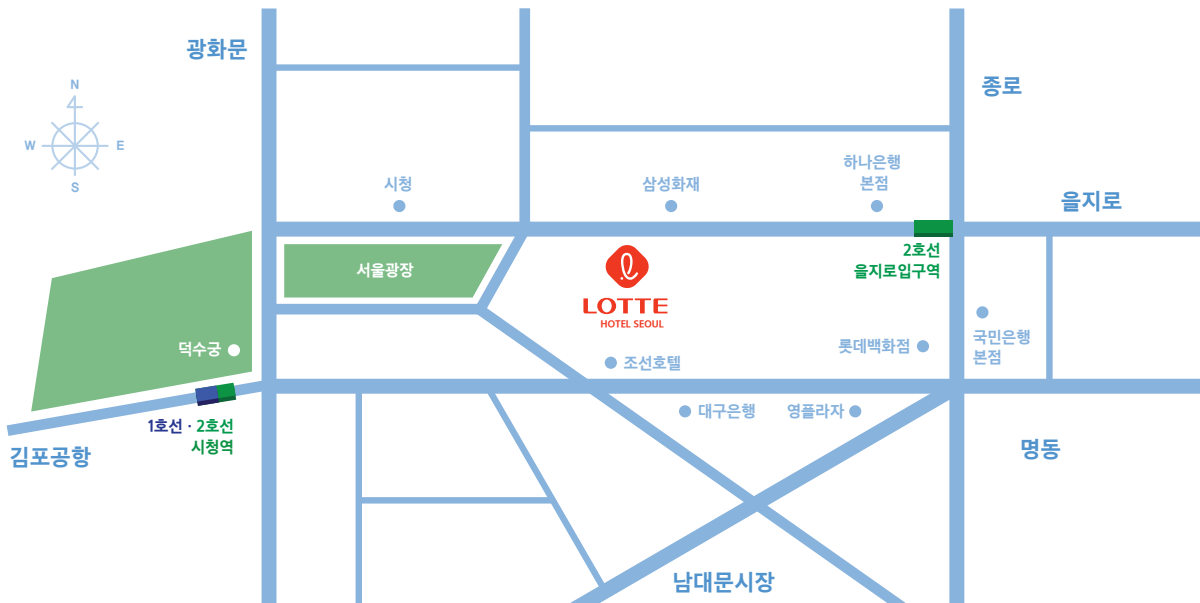 광화문
종로
N
W
E
S
시청
삼성화재
하나은행
본점
을지로
2호선
을지로입구역
서울광장
LOTTE
HOTEL SEOUL
국민은행
본점
롯데백화점
덕수궁
조선호텔
대구은행
영플라자
1호선 · 2호선
시청역
김포공항
명동
남대문시장